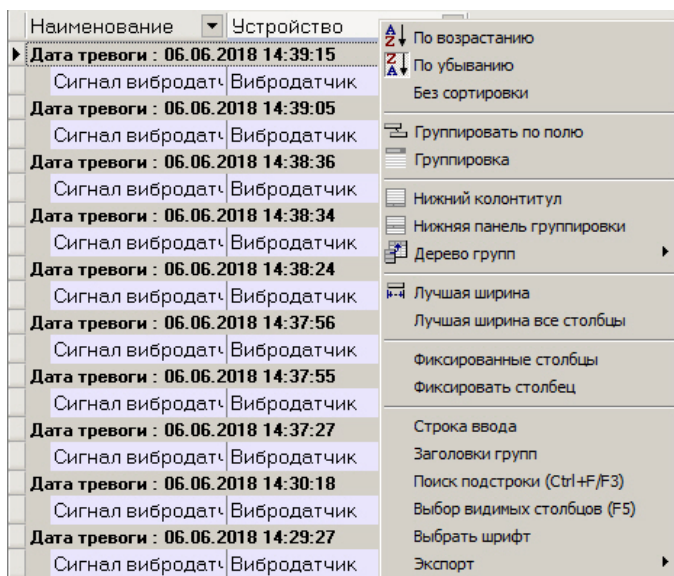 Наименование Устройство
Дата тревоги : 06.06.2018 14:39:15
Сигнал вибродатч Вибродатчик
Дата тревоги : 06.06.2018 14:39:05
Сигнал вибродатч Вибродатчик
Дата тревоги : 06.06.2018 14:38:36
Сигнал вибродатч Вибродатчик
Дата тревоги : 06.06.2018 14:38:34
Сигнал вибродатч Вибродатчик
Дата тревоги : 06.06.2018 14:38:24
Сигнал вибродатч Вибродатчик
Дата тревоги : 06.06.2018 14:37:56
Сигнал вибродатч Вибродатчик
Дата тревоги : 06.06.2018 14:37:55
Сигнал вибродатч Вибродатчик
Дата тревоги : 06.06.2018 14:37:27
Сигнал вибродатч Вибродатчик
Дата тревоги : 06.06.2018 14:30:18
Сигнал вибродатч Вибродатчик
Дата тревоги : 06.06.2018 14:29:27
Сигнал вибродатч Вибродатчик
По возрастанию
По убыванию
Без сортировки
Группировать по полю
Группировка
Нижний колонтитул
Нижняя панель группировки
Дерево групп
Лучшая ширина
Лучшая ширина все столбцы
Фиксированные столбцы
Фиксировать столбец
Строка ввода
Заголовки групп
Поиск подстроки (Ctrl+F/F3)
Выбор видимых столбцов (F5)
Выбрать шрифт
Экспорт